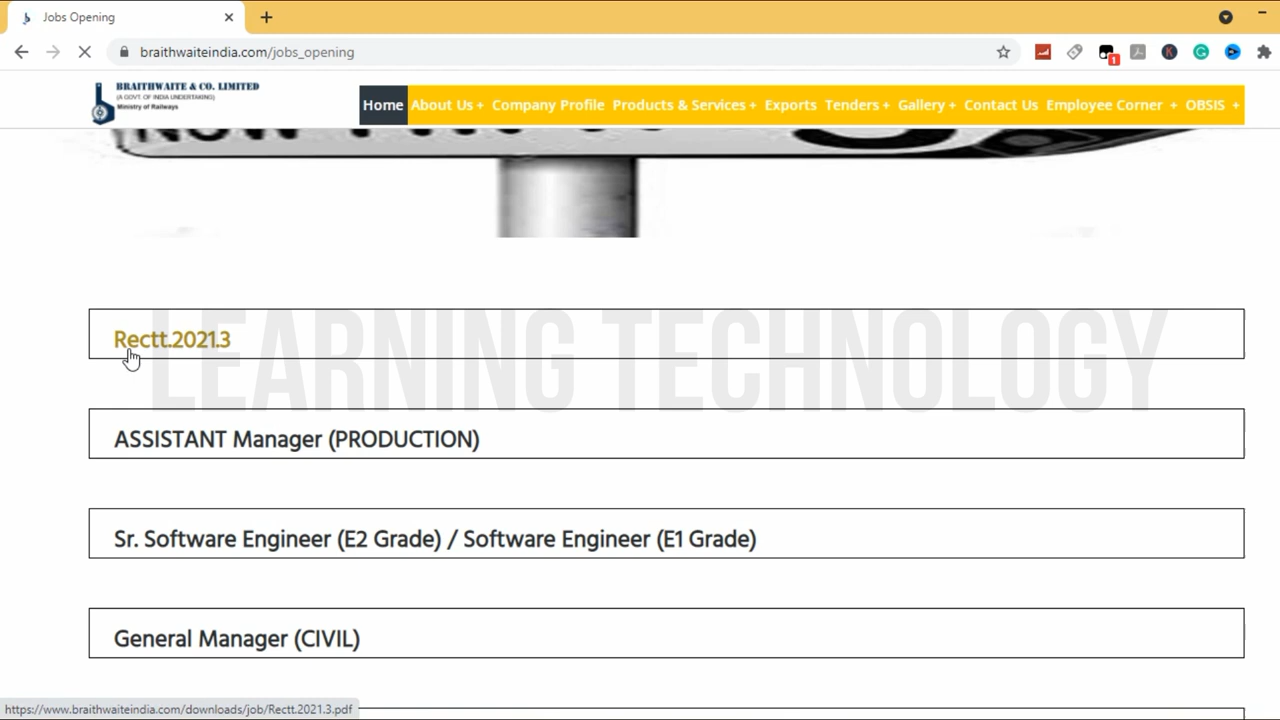 Jobs Opening
braithwaiteindia.com/jobs_opening
1
BRAITHWAITE & CO. LIMITED
(A GOVT. OF INDIA UNDERTAKING)
Ministry of Railways
Home About Us + Company Profile Products & Services + Exports Tenders + Gallery + Contact Us Employee Corner + OBSIS +
Rectt.2021.3
LEARNING TECHNOLOGY
ASSISTANT Manager (PRODUCTION)
Sr. Software Engineer (E2 Grade) / Software Engineer (E1 Grade)
General Manager (CIVIL)
https://www.braithwaiteindia.com/downloads/job/Rectt.2021.3.pdf